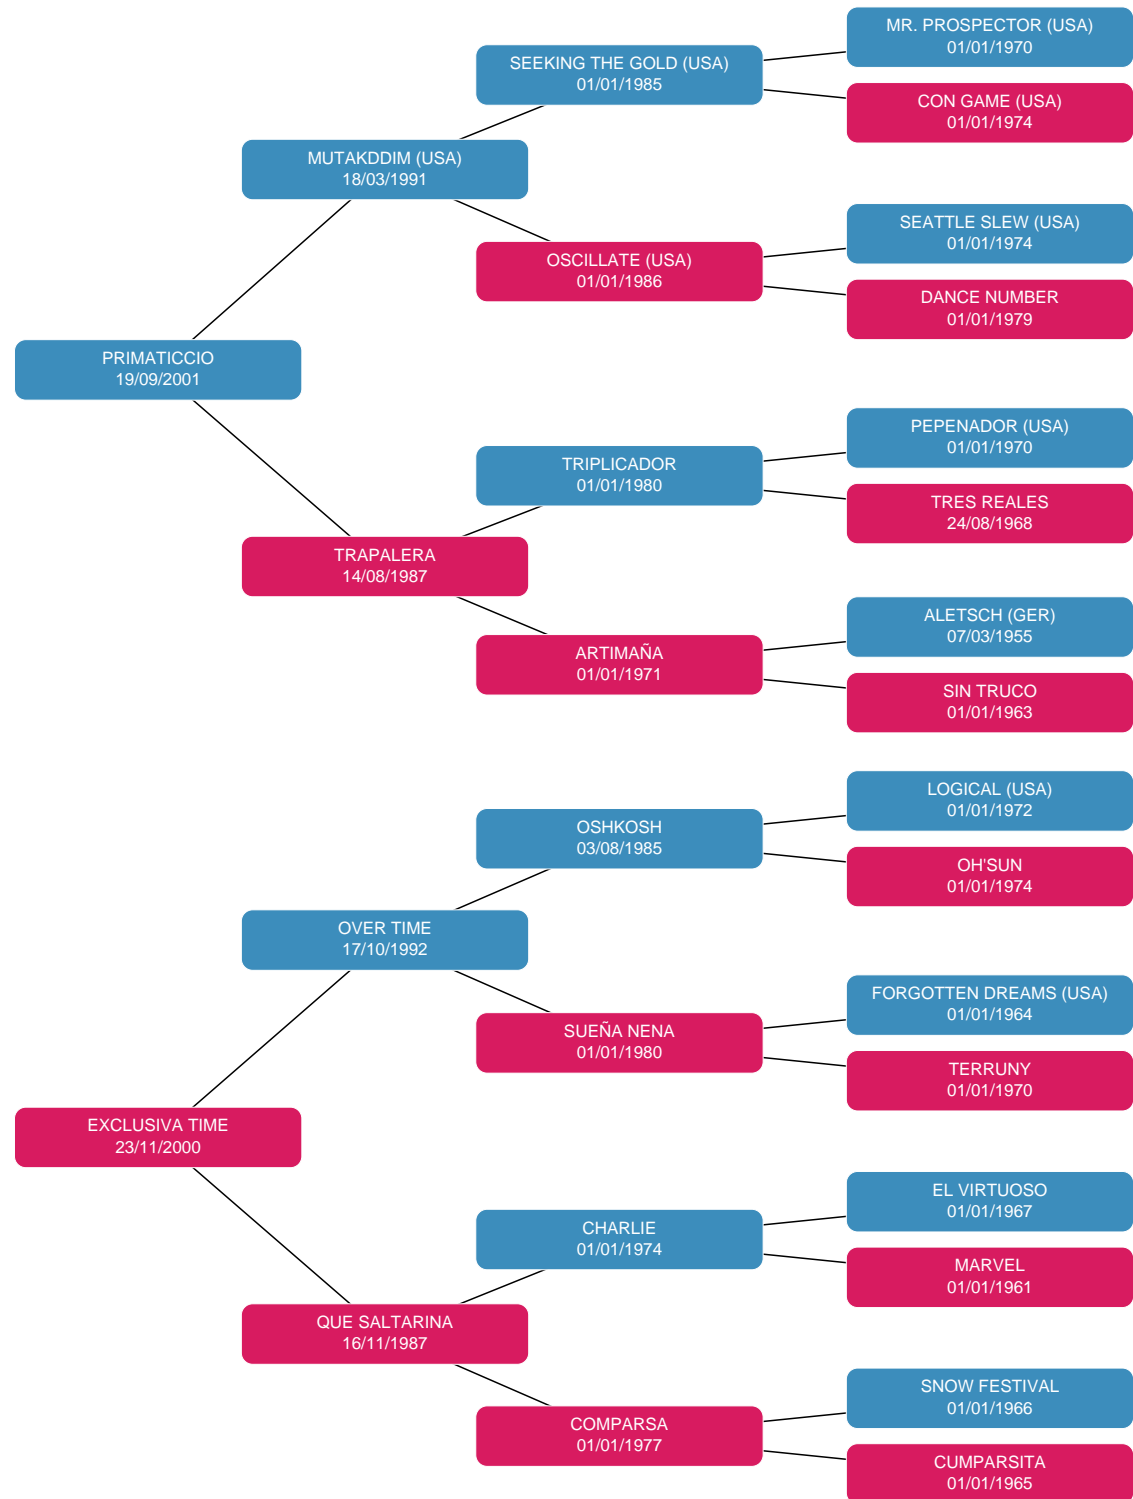 MR. PROSPECTOR (USA)
01/01/1970
SEEKING THE GOLD (USA)
01/01/1985
CON GAME (USA)
01/01/1974
MUTAKDDIM (USA)
18/03/1991
SEATTLE SLEW (USA)
01/01/1974
OSCILLATE (USA)
01/01/1986
DANCE NUMBER
01/01/1979
PRIMATICCIO
19/09/2001
PEPENADOR (USA)
01/01/1970
TRIPLICADOR
01/01/1980
TRES REALES
24/08/1968
TRAPALERA
14/08/1987
ALETSCH (GER)
07/03/1955
ARTIMAÑA
01/01/1971
SIN TRUCO
01/01/1963
LOGICAL (USA)
01/01/1972
OSHKOSH
03/08/1985
OH'SUN
01/01/1974
OVER TIME
17/10/1992
FORGOTTEN DREAMS (USA)
01/01/1964
SUEÑA NENA
01/01/1980
TERRUNY
01/01/1970
EXCLUSIVA TIME
23/11/2000
EL VIRTUOSO
01/01/1967
CHARLIE
01/01/1974
MARVEL
01/01/1961
QUE SALTARINA
16/11/1987
SNOW FESTIVAL
01/01/1966
COMPARSA
01/01/1977
CUMPARSITA
01/01/1965